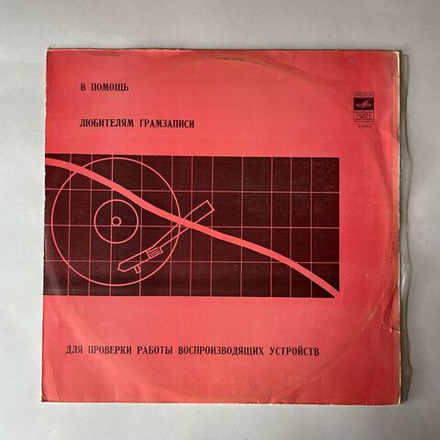 В ПОМОЩЬ
ЛЮБИТЕЛЯМ ГРАМЗАПИСИ
ДЛЯ ПРОВЕРКИ РАБОТЫ ВОСПРОИЗВОДЯЩИХ УСТРОЙСТВ